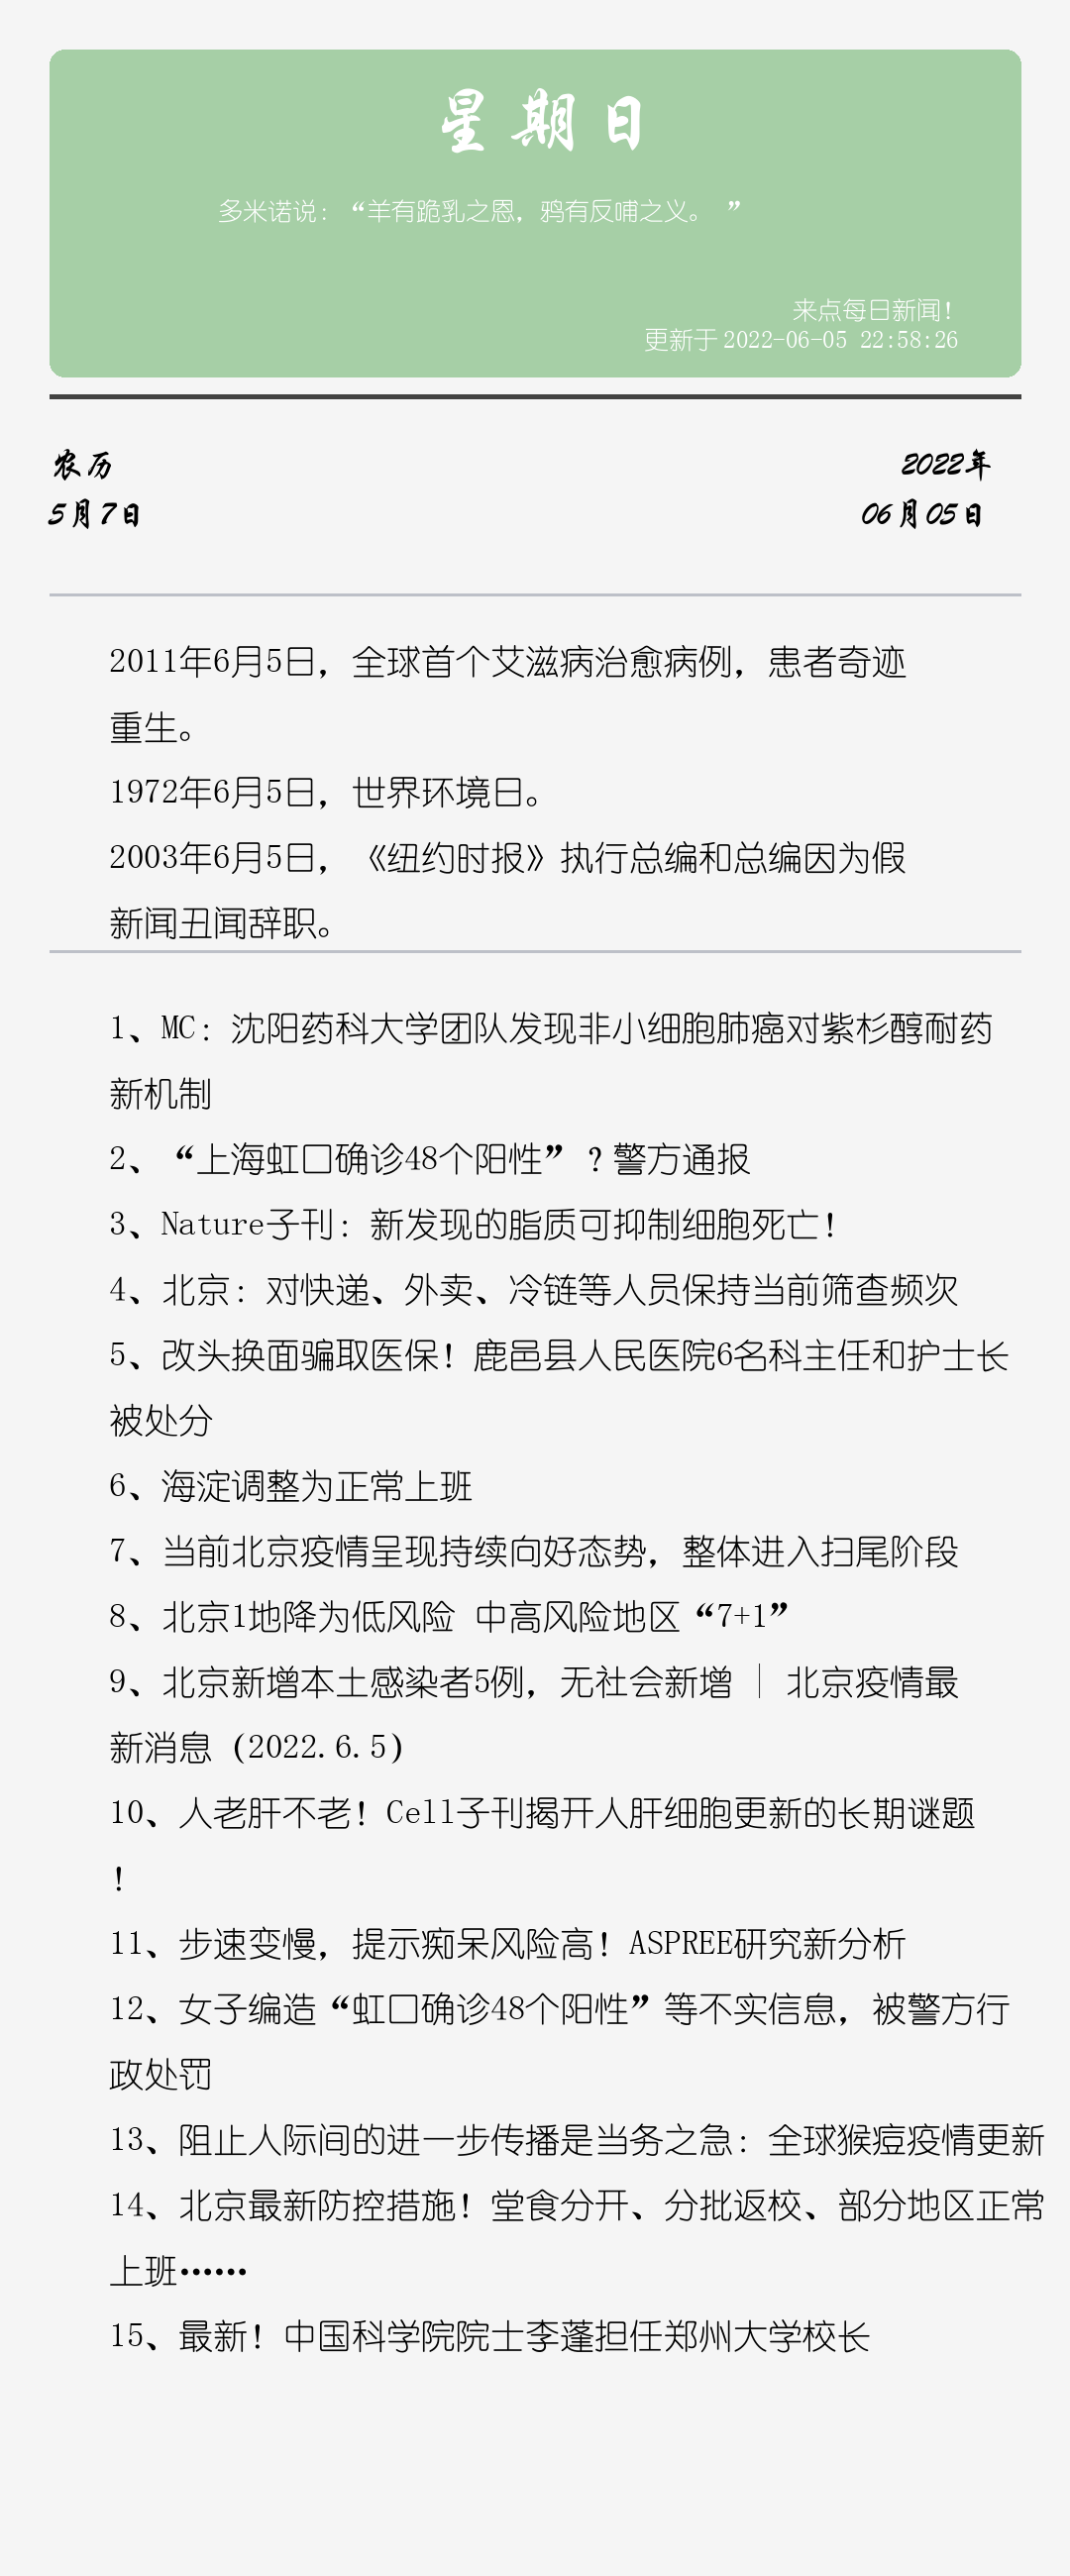 星期日
多米诺说：“羊有跪乳之恩，鸦有反哺之义。 ”
来点每日新闻！
更新于 2022-06-05 22:58:26
农历
2022年
5月7日
06月05日
2011年6月5日，全球首个艾滋病治愈病例，患者奇迹
重生。
1972年6月5日，世界环境日。
2003年6月5日，《纽约时报》执行总编和总编因为假
新闻丑闻辞职。
1、MC：沈阳药科大学团队发现非小细胞肺癌对紫杉醇耐药
新机制
2、“上海虹口确诊48个阳性”？警方通报
3、Nature子刊：新发现的脂质可抑制细胞死亡！
4、北京：对快递、外卖、冷链等人员保持当前筛查频次
5、改头换面骗取医保！鹿邑县人民医院6名科主任和护士长
被处分
6、海淀调整为正常上班
7、当前北京疫情呈现持续向好态势，整体进入扫尾阶段
8、北京1地降为低风险 中高风险地区“7+1”
9、北京新增本土感染者5例，无社会新增 | 北京疫情最
新消息（2022.6.5）
10、人老肝不老！Cell子刊揭开人肝细胞更新的长期谜题
！
11、步速变慢，提示痴呆风险高！ASPREE研究新分析
12、女子编造“虹口确诊48个阳性”等不实信息，被警方行
政处罚
13、阻止人际间的进一步传播是当务之急：全球猴痘疫情更新
14、北京最新防控措施！堂食分开、分批返校、部分地区正常
上班……
15、最新！中国科学院院士李蓬担任郑州大学校长